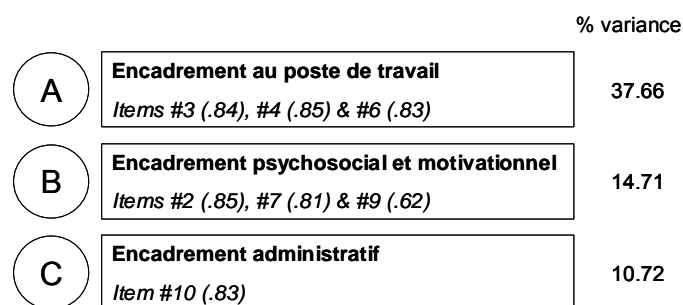 % variance
A
Encadrement au poste de travail
Items #3 (.84), #4 (.85) & #6 (.83)
37.66
B
Encadrement psychosocial et motivationnel
Items #2 (.85), #7 (.81) & #9 (.62)
14.71
C
Encadrement administratif
Item #10 (.83)
10.72